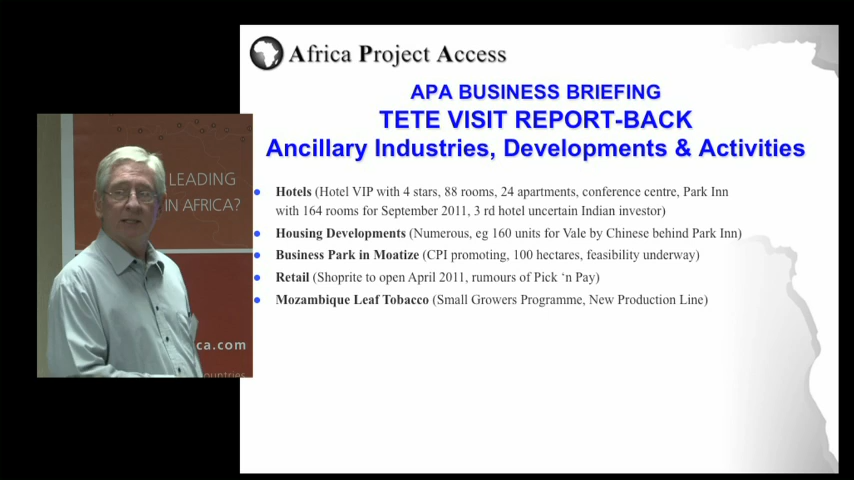 Africa Project Access
APA BUSINESS BRIEFING
TETE VISIT REPORT-BACK
Ancillary Industries, Developments & Activities
Hotels (Hotel VIP with 4 stars, 88 rooms, 24 apartments, conference centre, Park Inn
with 164 rooms for September 2011, 3 rd hotel uncertain Indian investor)
Housing Developments (Numerous, eg 160 units for Vale by Chinese behind Park Inn)
Business Park in Moatize (CPI promoting, 100 hectares, feasibility underway)
Retail (Shoprite to open April 2011, rumours of Pick ‘n Pay)
Mozambique Leaf Tobacco (Small Growers Programme, New Production Line)
LEADING
IN AFRICA?
ca.com
ountries